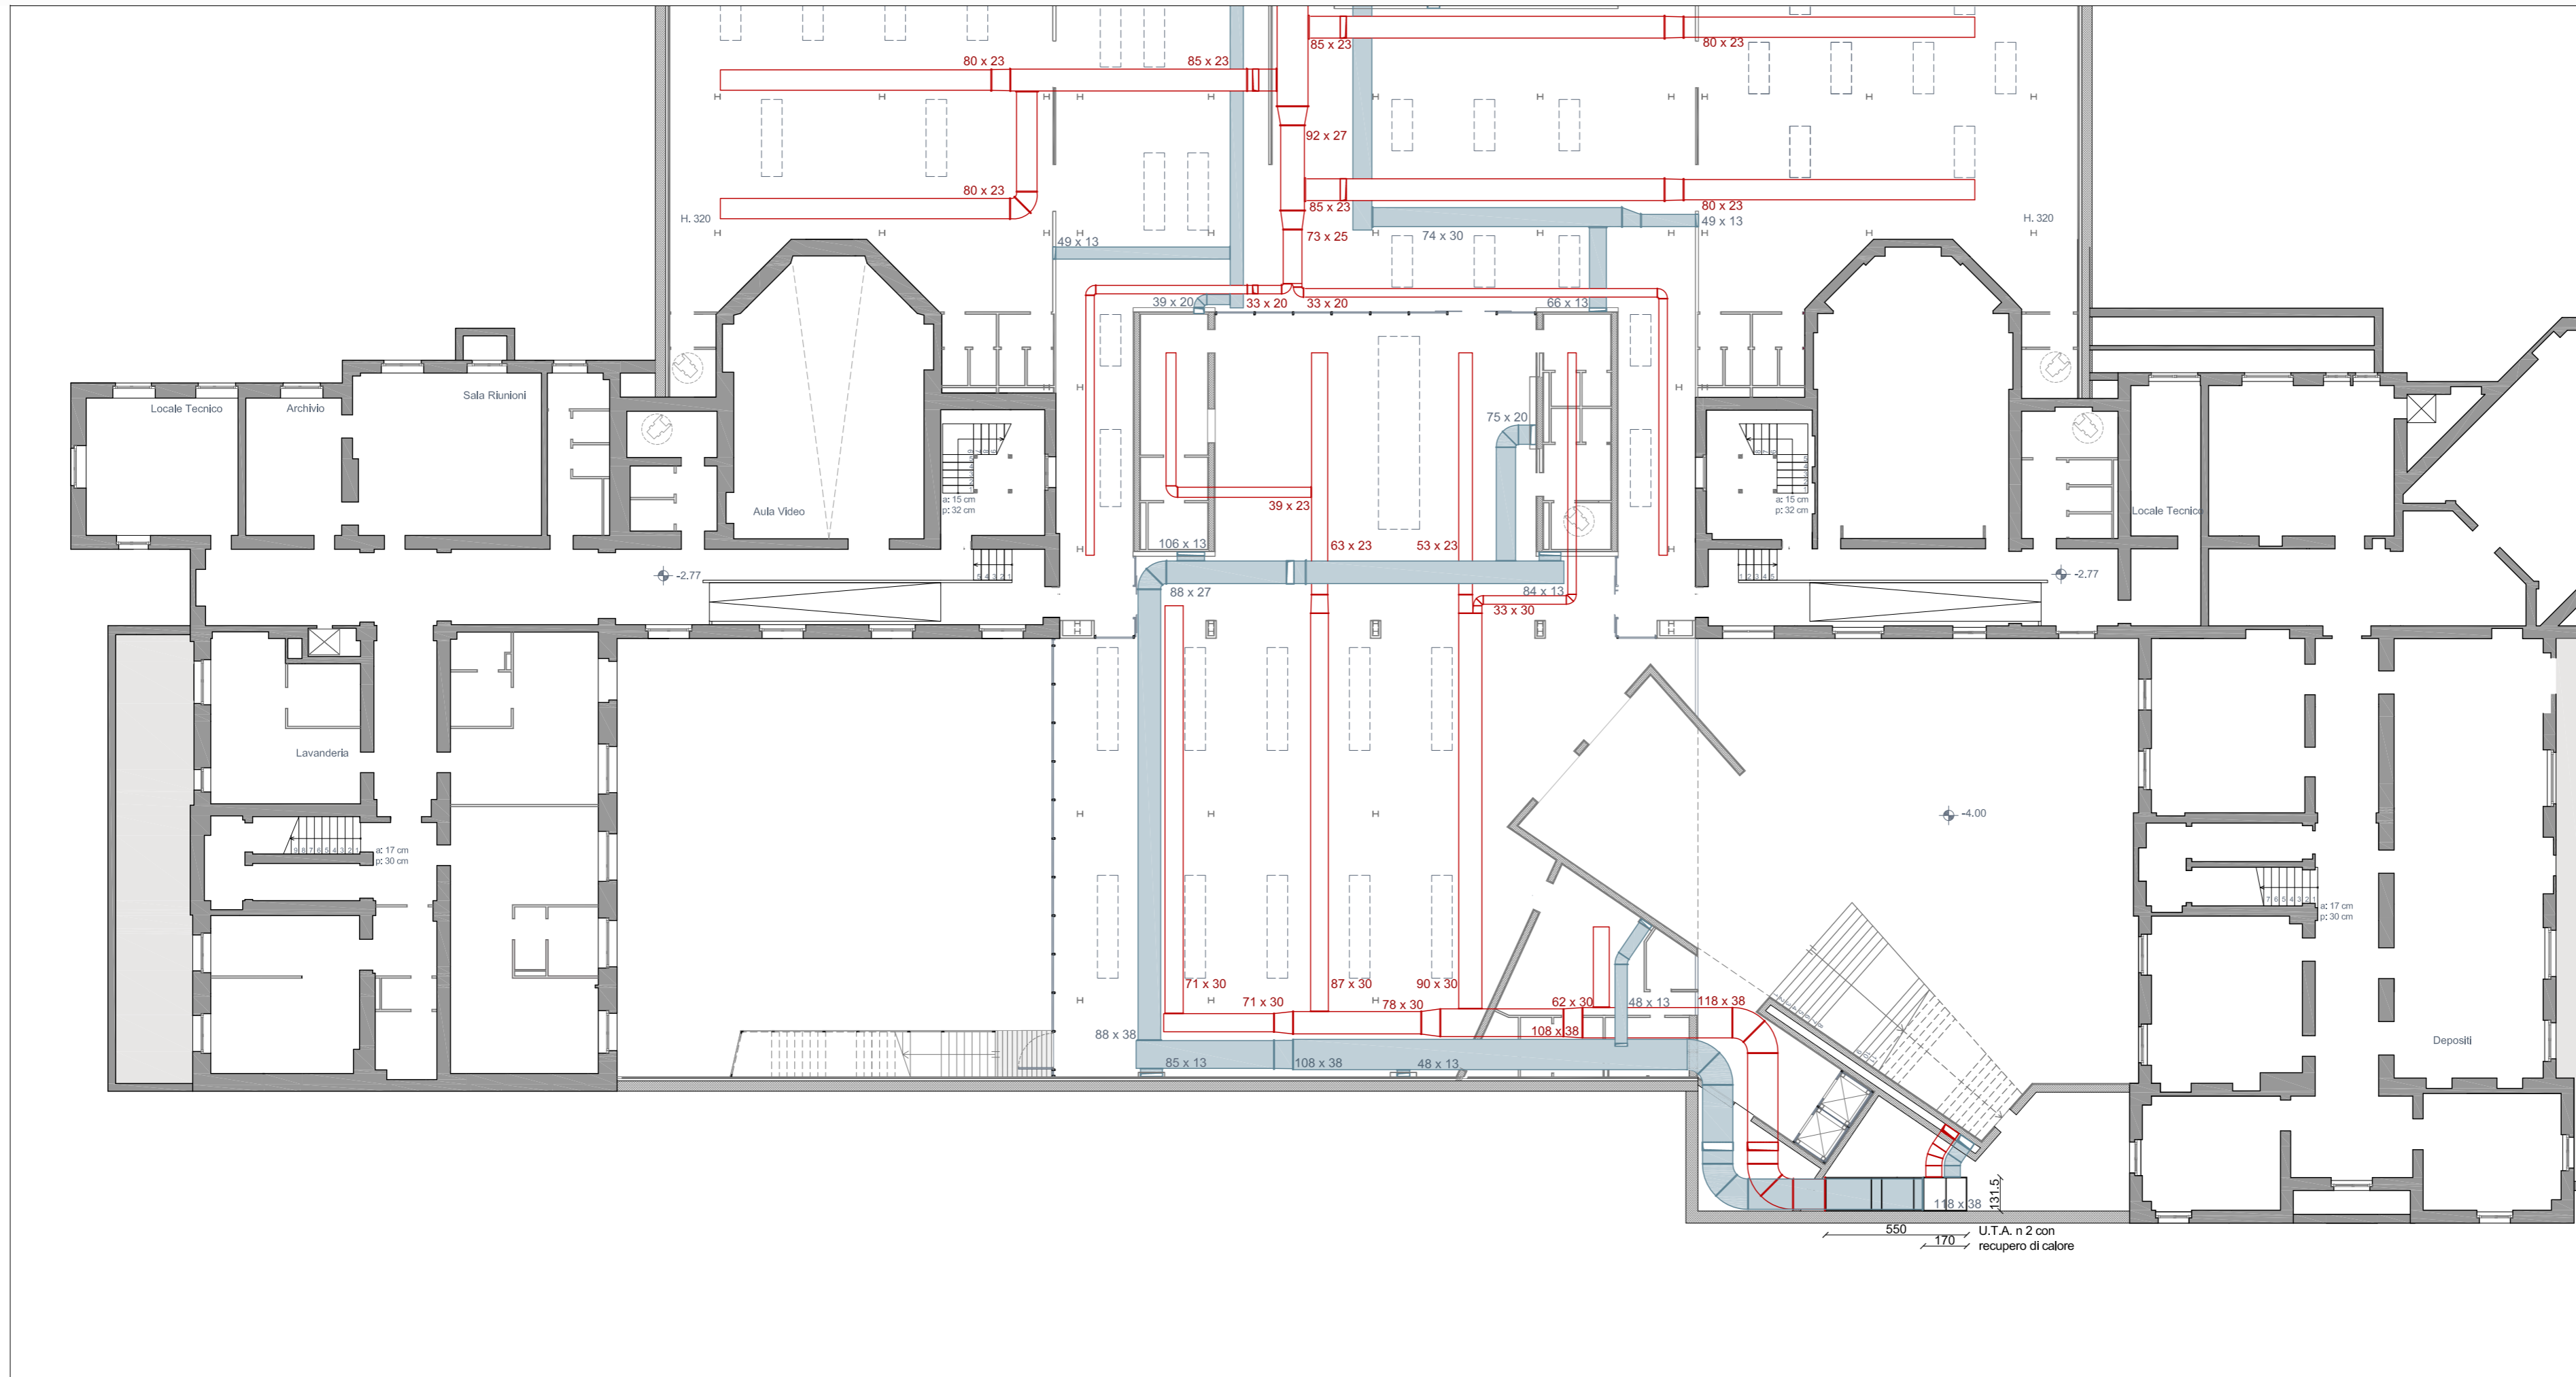 85 x 23
80 x 23
80 x 23
85 x 23
92 x 27
80 x 23
85 x 23
80 x 23
H. 320
49 x 13
H. 320
73 x 25
74 x 30
49 x 13
39 x 20
33 x 20
33 x 20
66 x 13
Sala Riunioni
Locale Tecnico
Archivio
75 x 20
a: 15 cm
p: 32 cm
a: 15 cm
p: 32 cm
Aula Video
39 x 23
Locale Tecnico
106 x 13
63 x 23
53 x 23
-2.77
-2.77
88 x 27
84 x 13
33 x 30
Lavanderia
-4.00
a: 17 cm
p: 30 cm
a: 17 cm
p: 30 cm
71 x 30
87 x 30
90 x 30
71 x 30
78 x 30
62 x 30
48 x 13
118 x 38
88 x 38
108 x 38
85 x 13
108 x 38
48 x 13
Depositi
118 x 38
131.5
550
170
U.T.A. n 2 con
recupero di calore